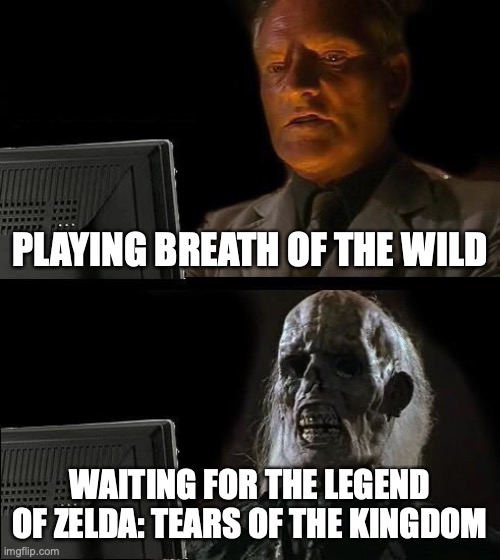 PLAYING BREATH OF THE WILD
WAITING FOR THE LEGEND
OF ZELDA: TEARS OF THE KINGDOM
imgflip.com